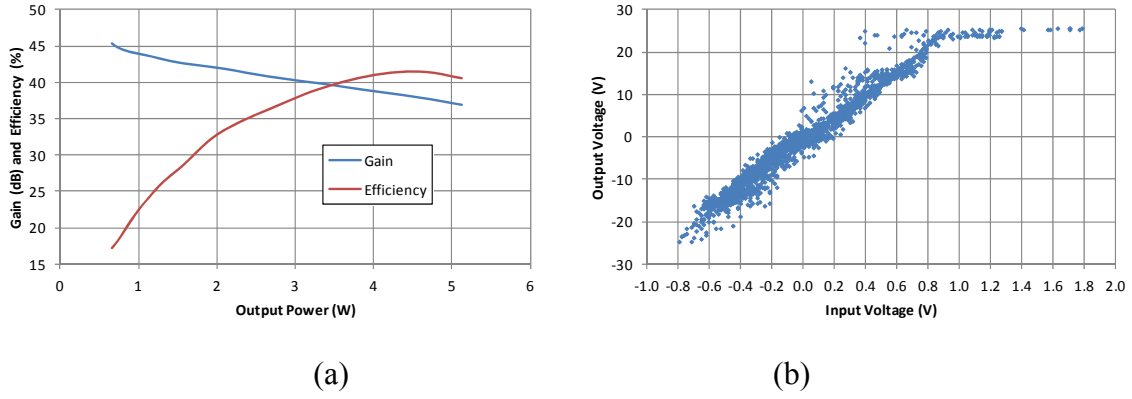 50
45
40
35
30
25
20
15
0
1
2
3
4
5
6
Gain (dB) and Efficiency (%)
Output Power (W)
Gain
Efficiency
(a)
30
20
10
0
-10
-20
-30
-1.0 -0.8 -0.6 -0.4 -0.2 0.0 0.2 0.4 0.6 0.8 1.0 1.2 1.4 1.6 1.8 2.0
Output Voltage (V)
Input Voltage (V)
(b)